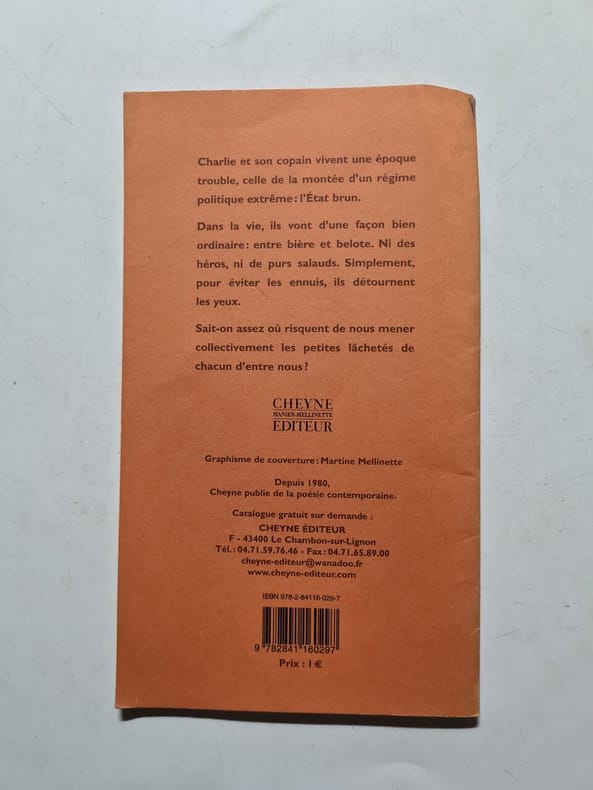 Charlie et son copain vivent une époque
trouble, celle de la montée d'un régime
politique extrême : l'État brun.
Dans la vie, ils vont d'une façon bien
ordinaire : entre bière et belote. Ni des
héros, ni de purs salauds. Simplement,
pour éviter les ennuis, ils détournent
les yeux.
Sait-on assez où risquent de nous mener
collectivement les petites lâchetés de
chacun d'entre nous ?
CHEYNE
MANIER-MELLINETTE
EDITEUR
Graphisme de couverture : Martine Mellinette
Depuis 1980,
Cheyne publie de la poésie contemporaine.
Catalogue gratuit sur demande :
CHEYNE ÉDITEUR
F - 43400 Le Chambon-sur-Lignon
Tél. : 04.71.59.76.46 - Fax : 04.71.65.89.00
cheyne-editeur@wanadoo.fr
www.cheyne-editeur.com
ISBN 978-2-84116-029-7
9 782841 160297
Prix : 1 €